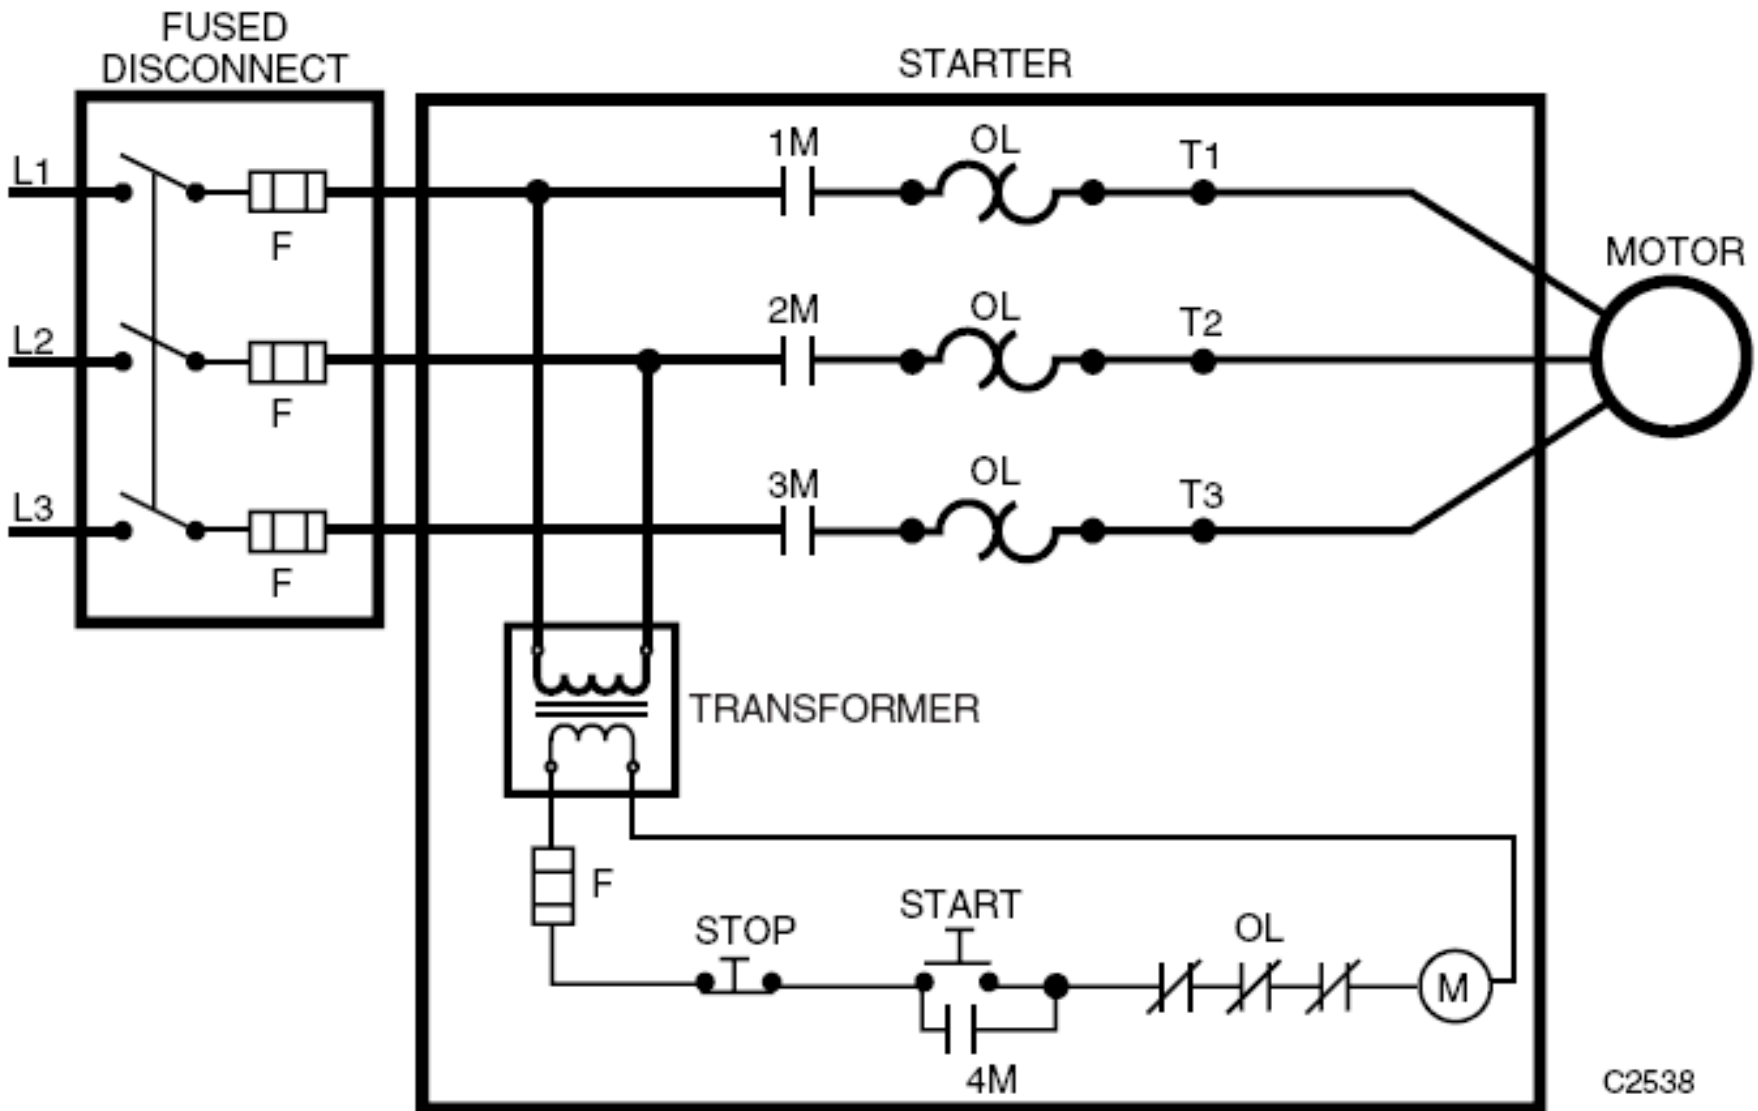 FUSED
DISCONNECT
STARTER
L1
F
1M
OL
T1
MOTOR
L2
F
2M
OL
T2
L3
F
3M
OL
T3
TRANSFORMER
F
STOP
START
OL
M
4M
C2538